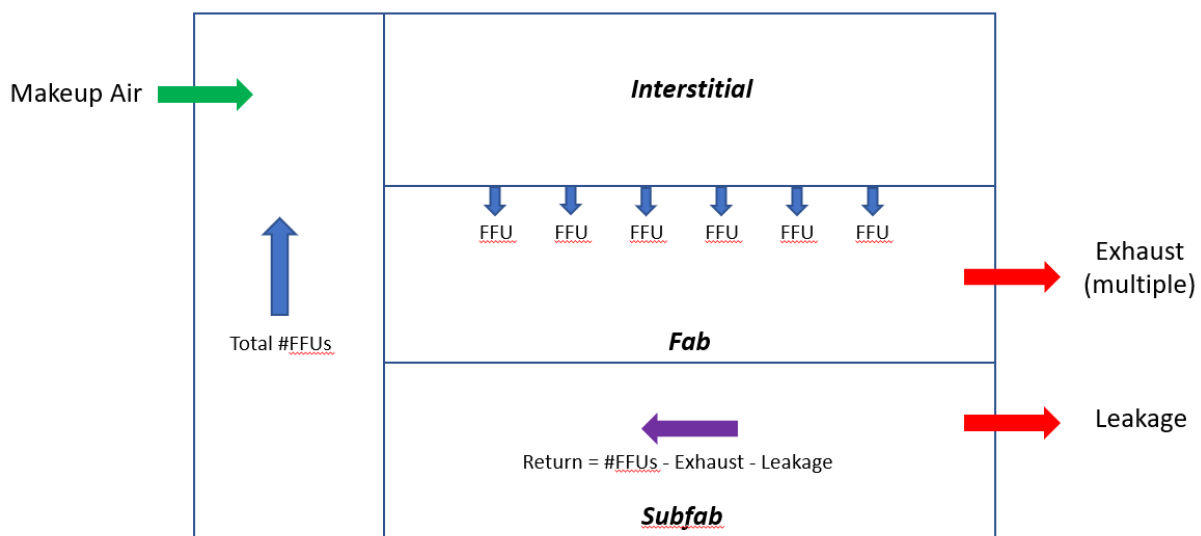 Makeup Air
Interstitial
FFU FFU FFU FFU FFU FFU
Exhaust
(multiple)
Total #FFUs
Fab
Leakage
Return = #FFUs - Exhaust - Leakage
Subfab